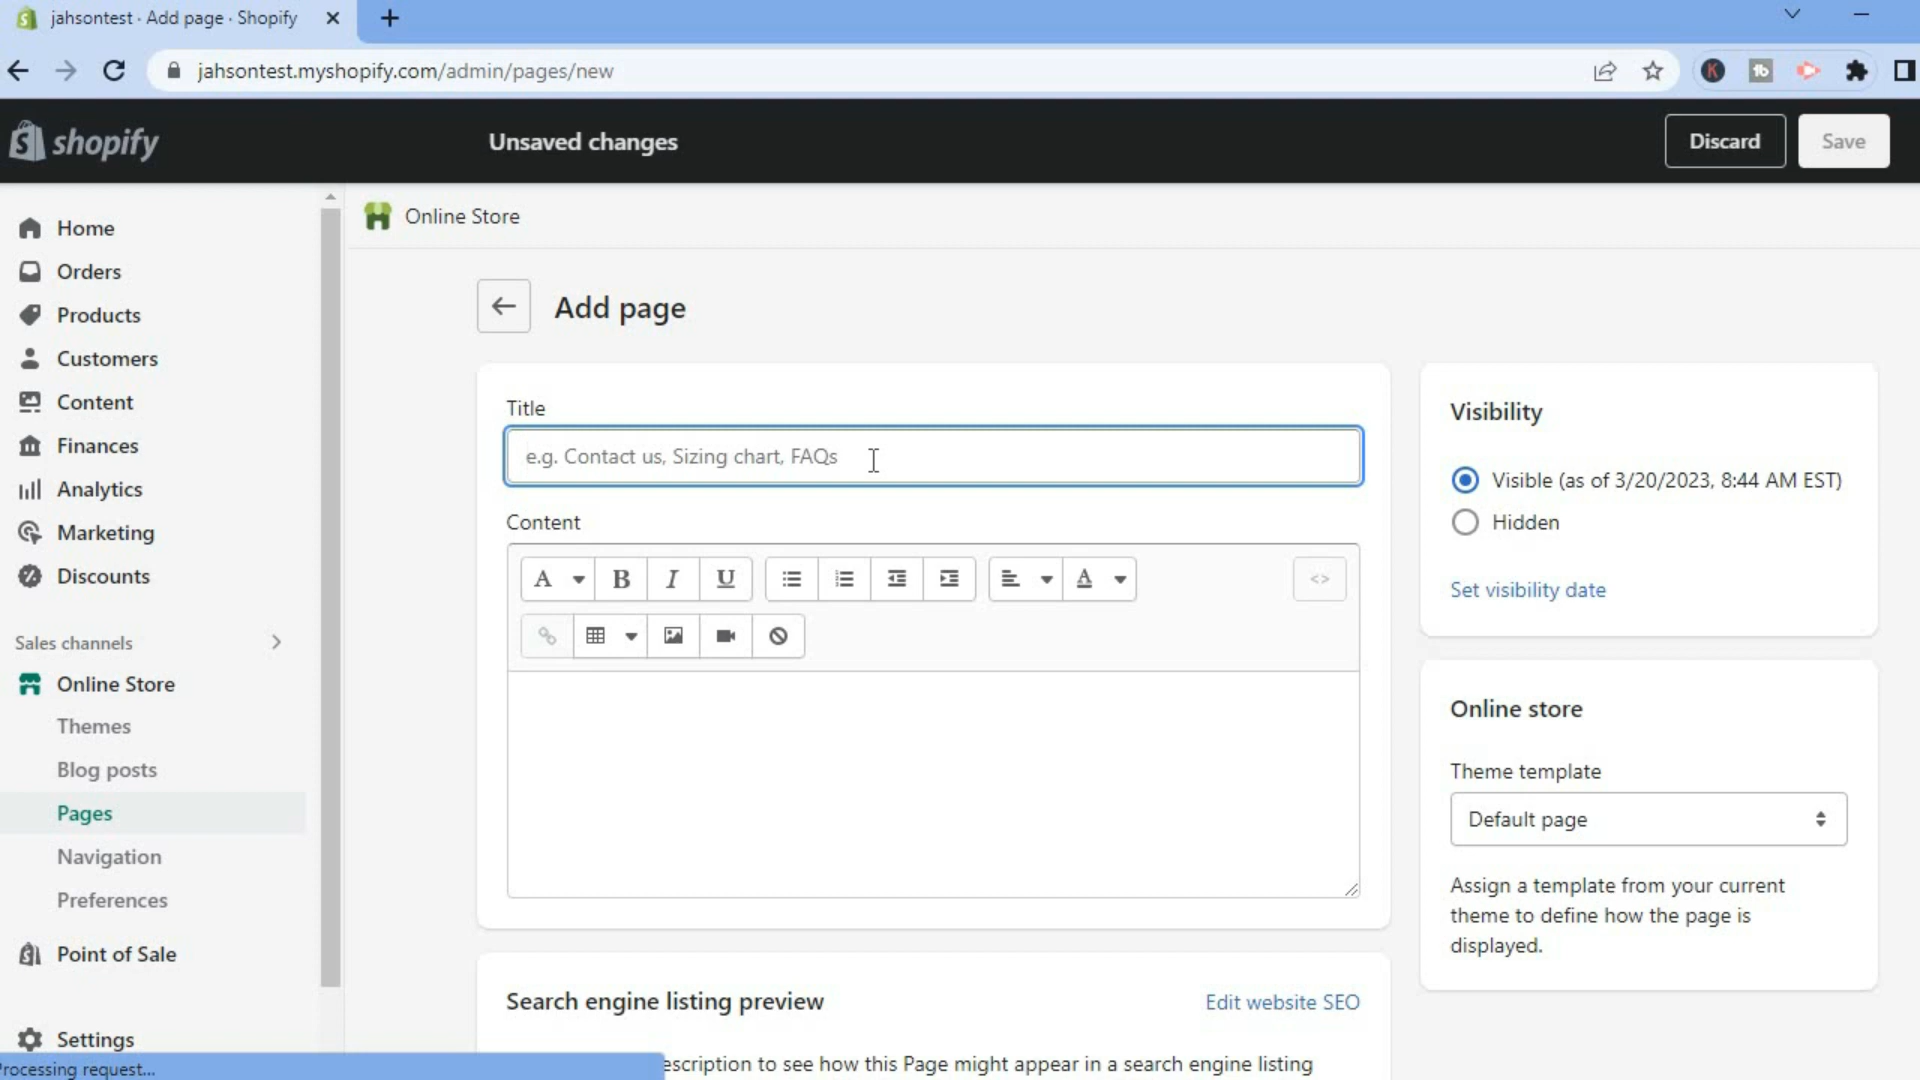 jahsontest · Add page · Shopify
jahsontest.myshopify.com/admin/pages/new
shopify
Unsaved changes
Discard
Save
Home
Orders
Products
Customers
Content
Finances
Analytics
Marketing
Discounts
Sales channels
Online Store
Themes
Blog posts
Pages
Navigation
Preferences
Point of Sale
Settings
Processing request...
Online Store
Add page
Title
e.g. Contact us, Sizing chart, FAQs
Content
A
B
I
U
A
<>
Search engine listing preview
Edit website SEO
escription to see how this Page might appear in a search engine listing
Visibility
Visible (as of 3/20/2023, 8:44 AM EST)
Hidden
Set visibility date
Online store
Theme template
Default page
Assign a template from your current
theme to define how the page is
displayed.